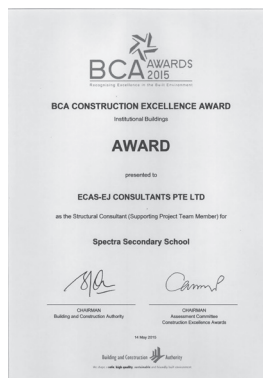 BCA AWARDS
2015
Recognising Excellence in the Built Environment
BCA CONSTRUCTION EXCELLENCE AWARD
Institutional Buildings
AWARD
presented to
ECAS-EJ CONSULTANTS PTE LTD
as the Structural Consultant (Supporting Project Team Member) for
Spectra Secondary School
CHAIRMAN
Building and Construction Authority
CHAIRMAN
Assessment Committee
Construction Excellence Awards
14 May 2015
Building and Construction Authority